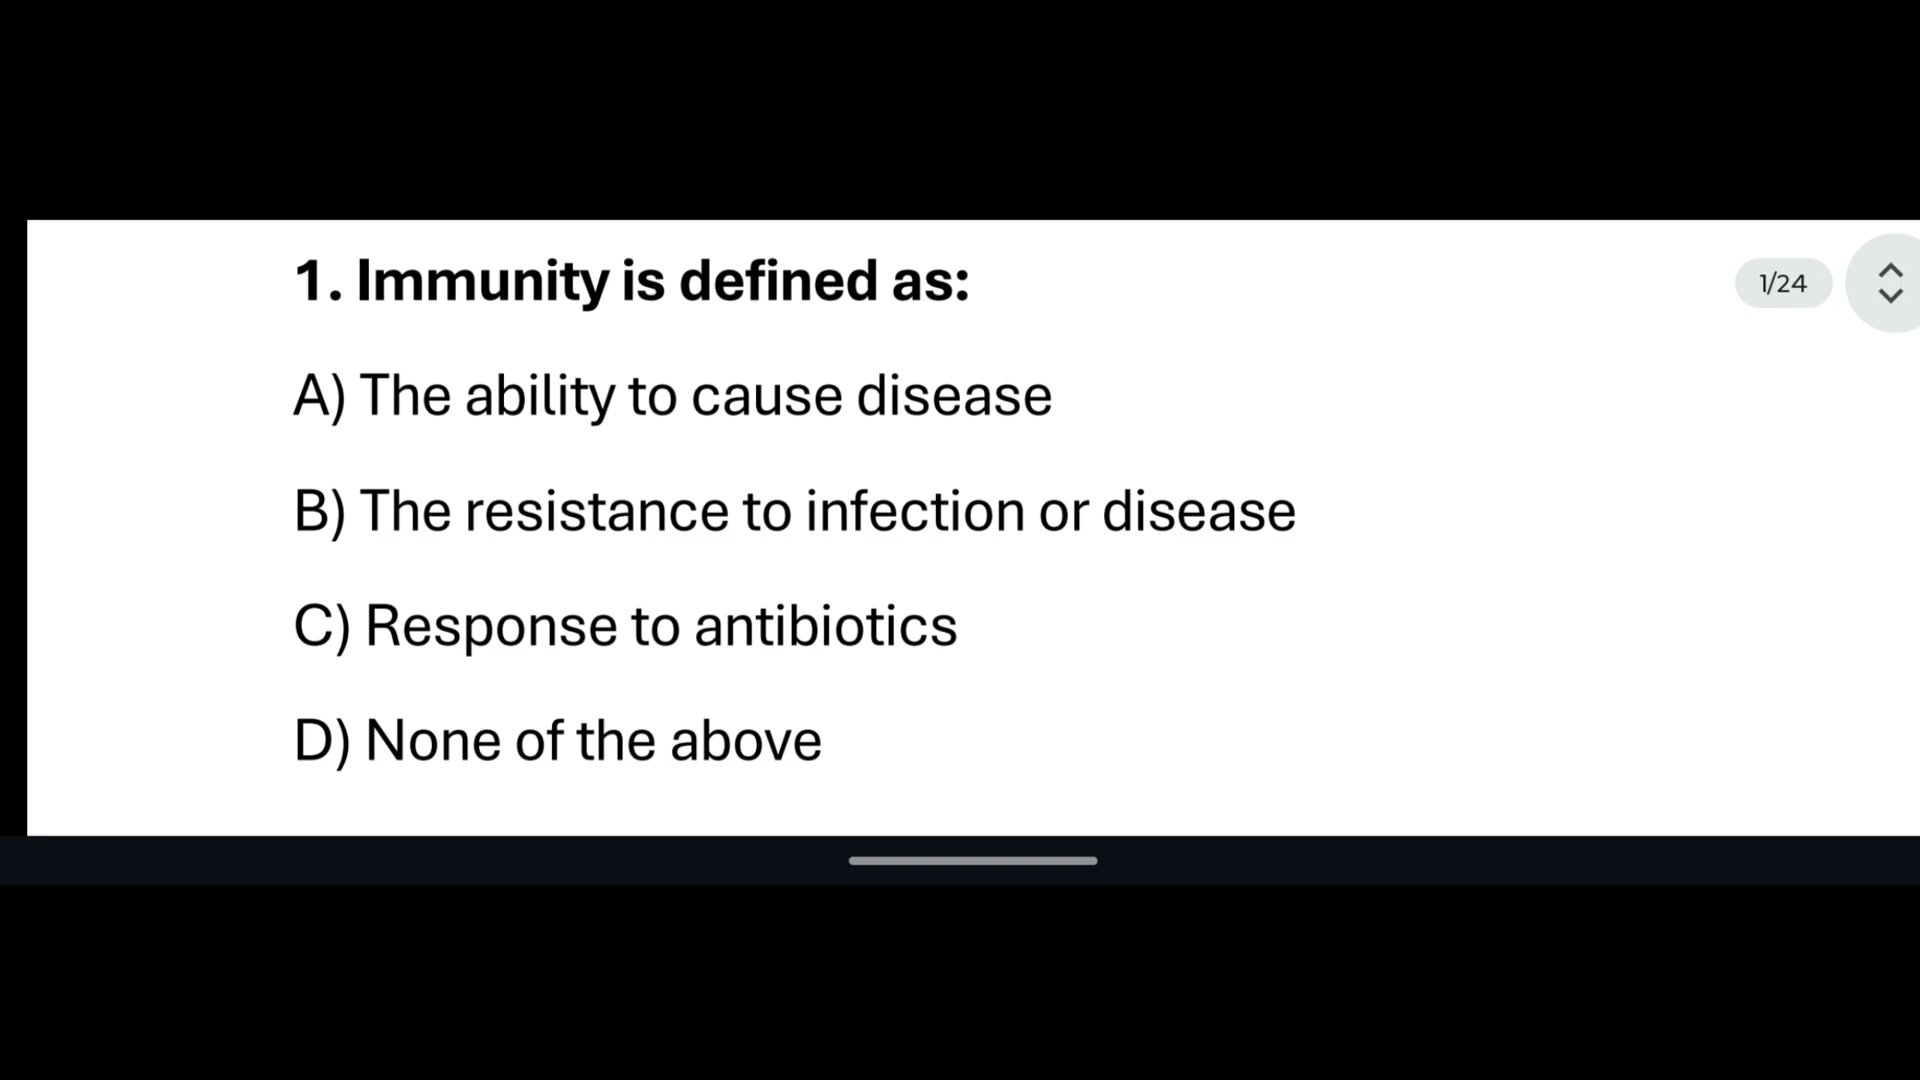 1. Immunity is defined as:
1/24
A) The ability to cause disease
B) The resistance to infection or disease
C) Response to antibiotics
D) None of the above